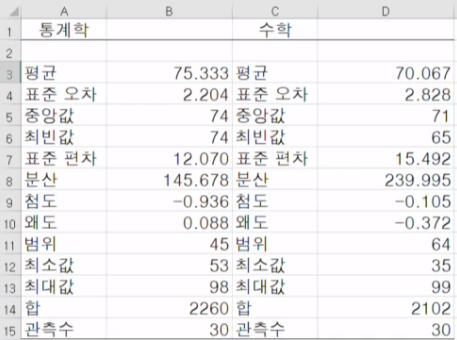 A B C D
1 통계학 수학
2
3 평균 75.333 평균 70.067
4 표준 오차 2.204 표준 오차 2.828
5 중앙값 74 중앙값 71
6 최빈값 74 최빈값 65
7 표준 편차 12.070 표준 편차 15.492
8 분산 145.678 분산 239.995
9 첨도 -0.936 첨도 -0.105
10 왜도 0.088 왜도 -0.372
11 범위 45 범위 64
12 최소값 53 최소값 35
13 최대값 98 최대값 99
14 합 2260 합 2102
15 관측수 30 관측수 30